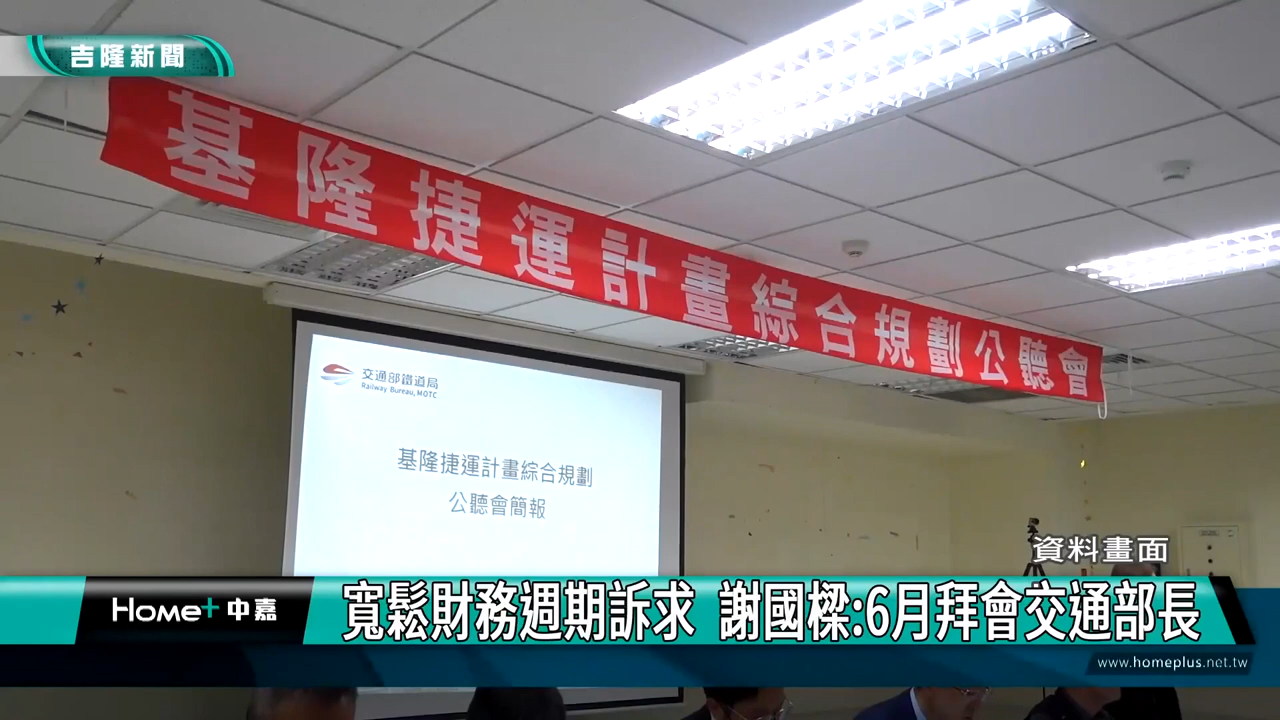 吉隆新聞
基隆捷運計畫綜合規劃公聽會
交通部鐵道局
Railway Bureau, MOTC
基隆捷運計畫綜合規劃
公聽會簡報
資料畫面
Home+ 中嘉
寬鬆財務週期訴求 謝國樑:6月拜會交通部長
www.homeplus.net.tw